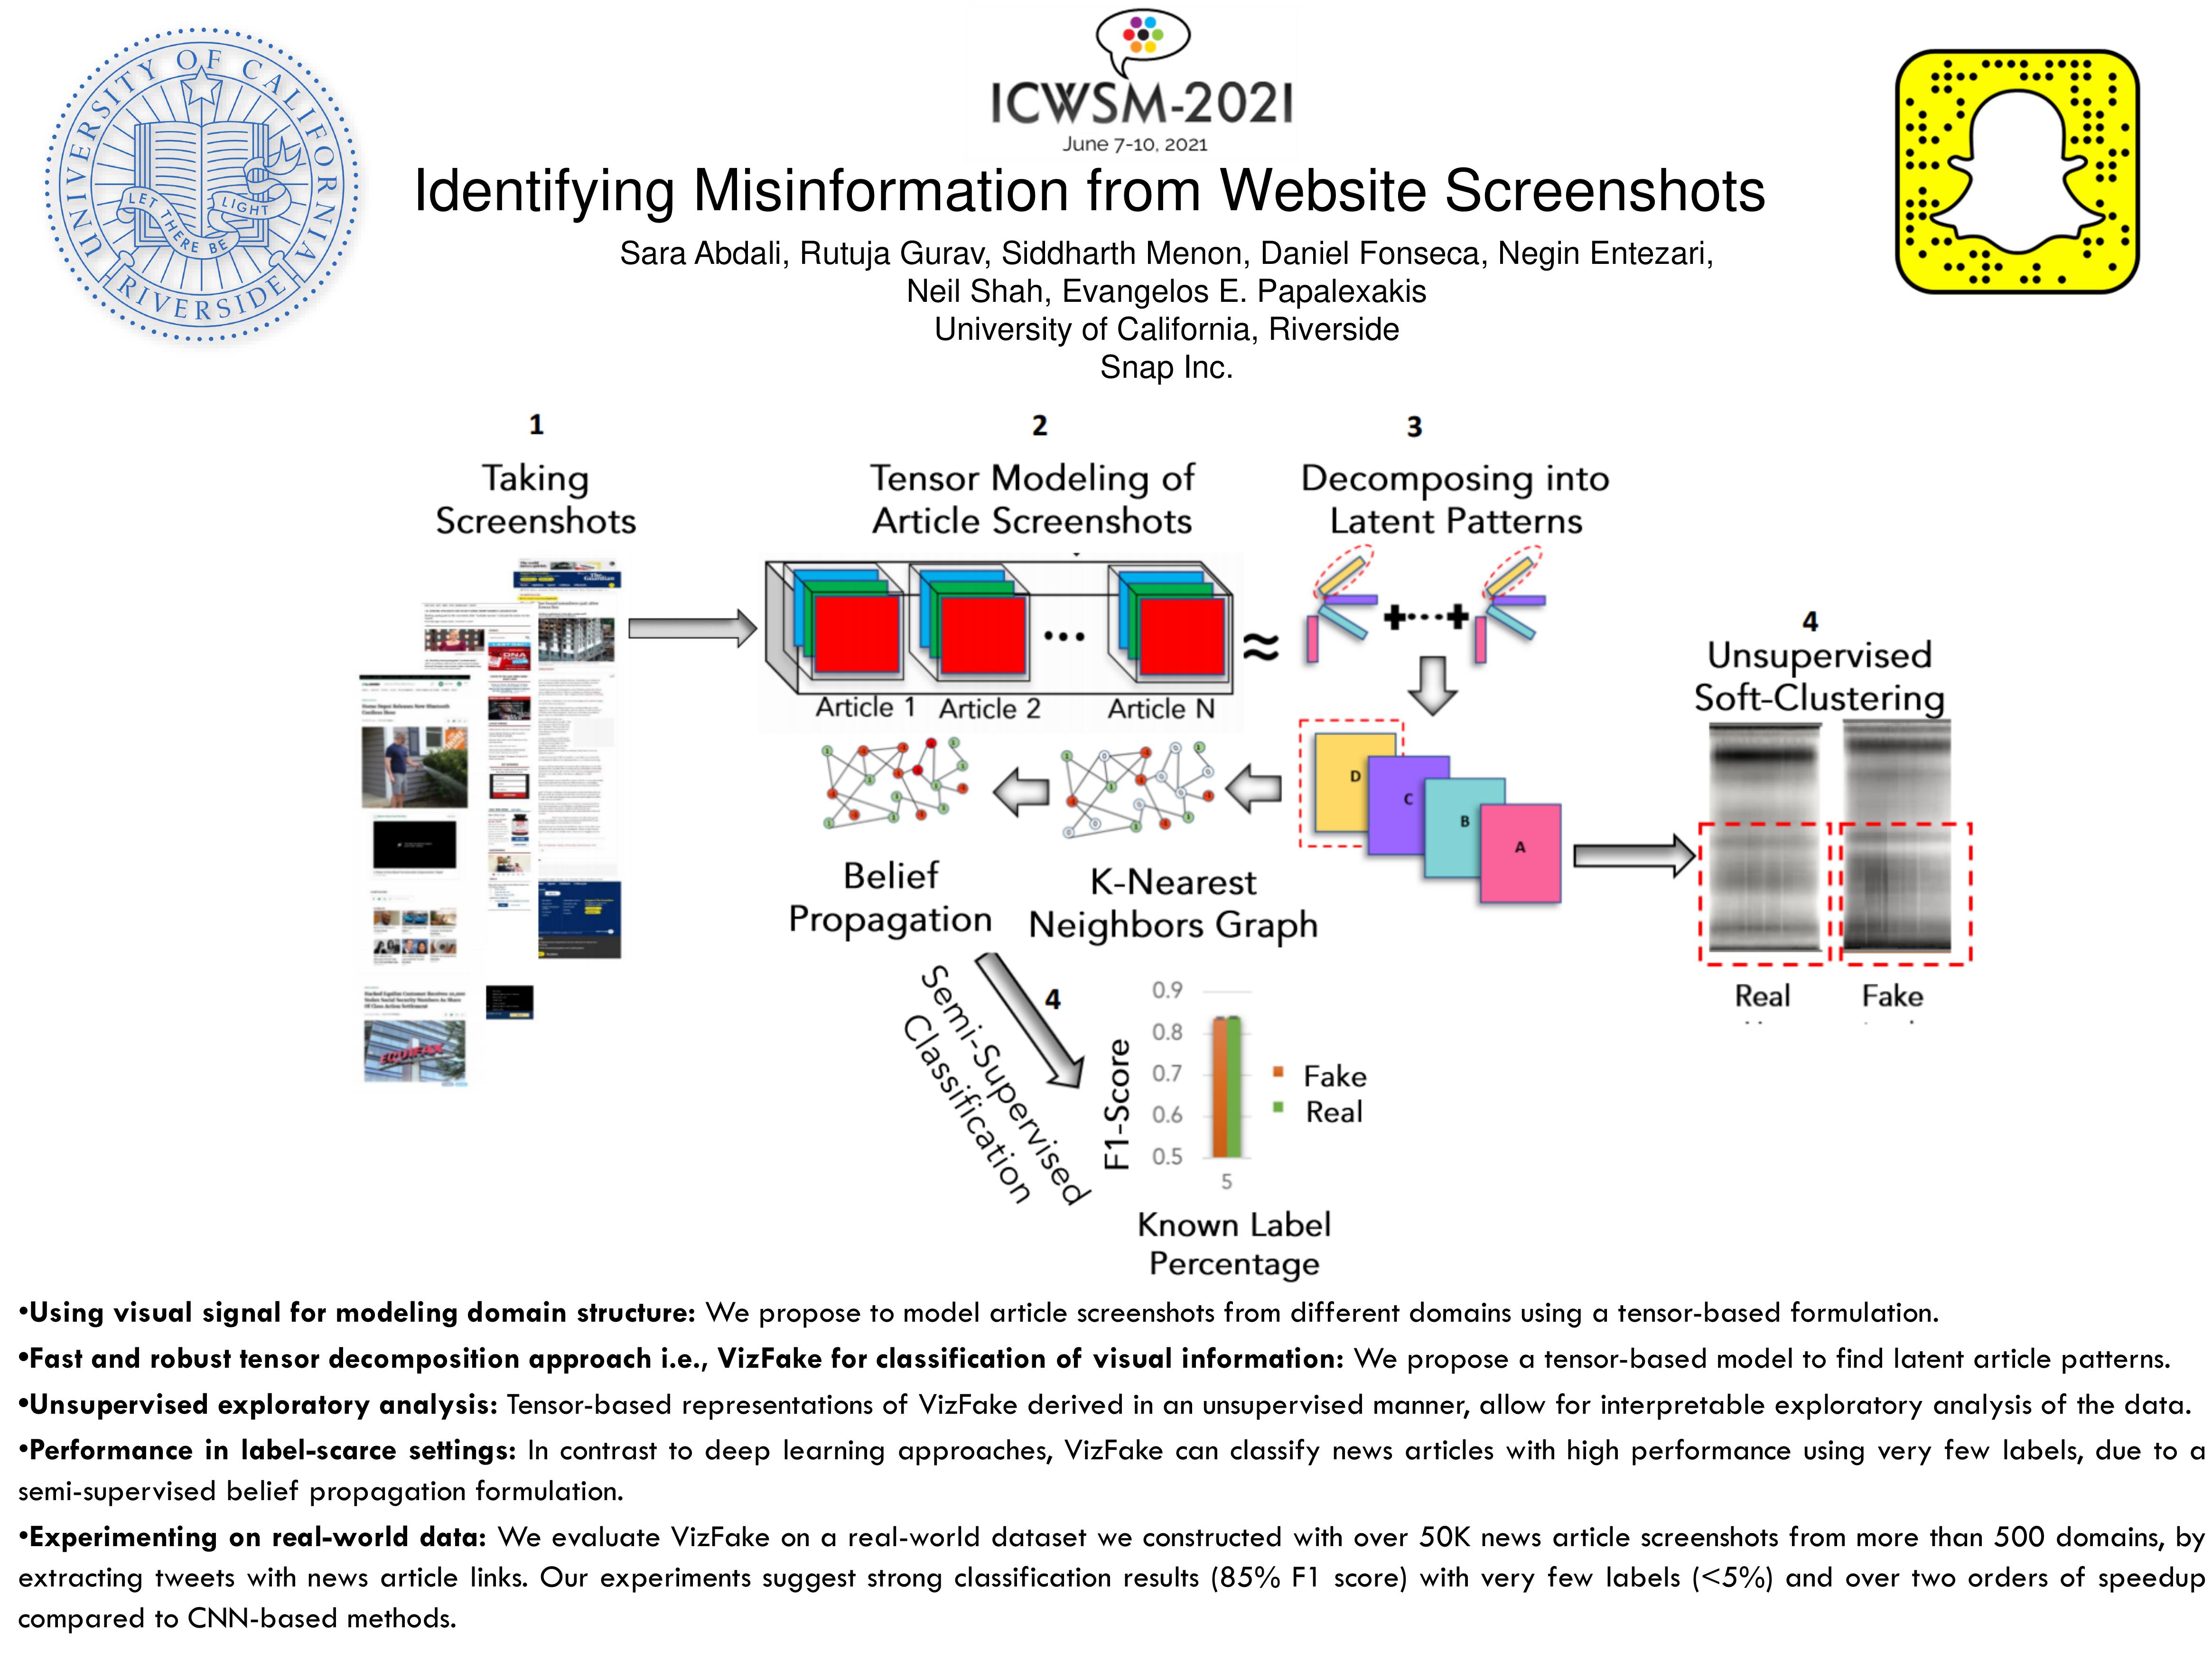 UNIVERSITY OF CALIFORNIA
LET THERE BE LIGHT
RIVERSIDE
ICWSM-2021
June 7-10, 2021
Identifying Misinformation from Website Screenshots
Sara Abdali, Rutuja Gurav, Siddharth Menon, Daniel Fonseca, Negin Entezari,
Neil Shah, Evangelos E. Papalexakis
University of California, Riverside
Snap Inc.
1
Taking
Screenshots
2
Tensor Modeling of
Article Screenshots
3
Decomposing into
Latent Patterns
The Guardian
DNA
Home Depot Releases New Bluetooth
EQUIFAX
Article 1 Article 2 ... Article N
≈
+...+
4
Unsupervised
Soft-Clustering
D
C
B
A
Real
Fake
Belief
Propagation
K-Nearest
Neighbors Graph
Semi-Supervised
Classification
4
F1-Score
0.9
0.8
0.7
0.6
0.5
5
Fake
Real
Known Label
Percentage
•Using visual signal for modeling domain structure: We propose to model article screenshots from different domains using a tensor-based formulation.
•Fast and robust tensor decomposition approach i.e., VizFake for classification of visual information: We propose a tensor-based model to find latent article patterns.
•Unsupervised exploratory analysis: Tensor-based representations of VizFake derived in an unsupervised manner, allow for interpretable exploratory analysis of the data.
•Performance in label-scarce settings: In contrast to deep learning approaches, VizFake can classify news articles with high performance using very few labels, due to a
semi-supervised belief propagation formulation.
•Experimenting on real-world data: We evaluate VizFake on a real-world dataset we constructed with over 50K news article screenshots from more than 500 domains, by
extracting tweets with news article links. Our experiments suggest strong classification results (85% F1 score) with very few labels (<5%) and over two orders of speedup
compared to CNN-based methods.